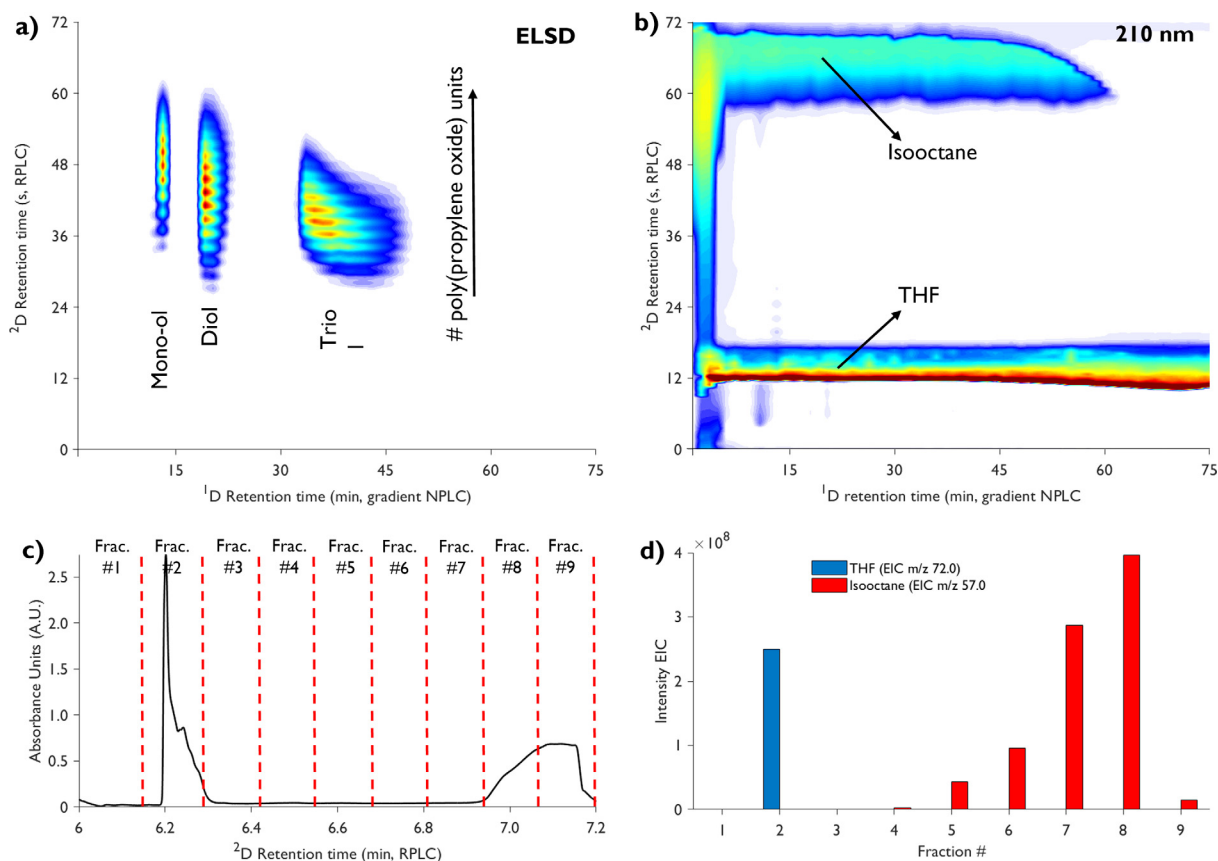 a)
ELSD
72
60
48
36
24
12
0
²D Retention time (s, RPLC)
Mono-ol
Diol
Trio
l
# poly(propylene oxide) units
15
30
45
60
75
¹D Retention time (min, gradient NPLC)
b)
210 nm
72
60
48
36
24
12
0
²D Retention time (s, RPLC)
Isooctane
THF
15
30
45
60
75
¹D retention time (min, gradient NPLC
c)
Frac. Frac. Frac. Frac. Frac. Frac. Frac. Frac. Frac.
#1 #2 #3 #4 #5 #6 #7 #8 #9
2.5
2.0
1.5
1.0
0.5
0
Absorbance Units (A.U.)
6 6.2 6.4 6.6 6.8 7.0 7.2
²D Retention time (min, RPLC)
d)
×10⁸
4
3
2
1
0
Intensity EIC
THF (EIC m/z 72.0)
Isooctane (EIC m/z 57.0
1 2 3 4 5 6 7 8 9
Fraction #